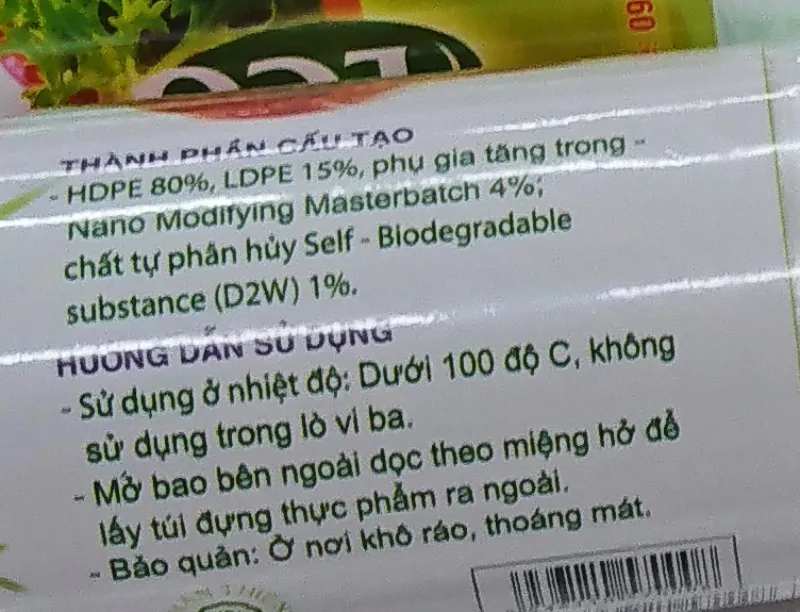 060
THÀNH PHẦN CẤU TẠO
- HDPE 80%, LDPE 15%, phụ gia tăng trong -
Nano Modifying Masterbatch 4%;
chất tự phân hủy Self - Biodegradable
substance (D2W) 1%.
HƯỚNG DẪN SỬ DỤNG
- Sử dụng ở nhiệt độ: Dưới 100 độ C, không
sử dụng trong lò vi ba.
- Mở bao bên ngoài dọc theo miệng hở để
lấy túi đựng thực phẩm ra ngoài.
- Bảo quản: Ở nơi khô ráo, thoáng mát.